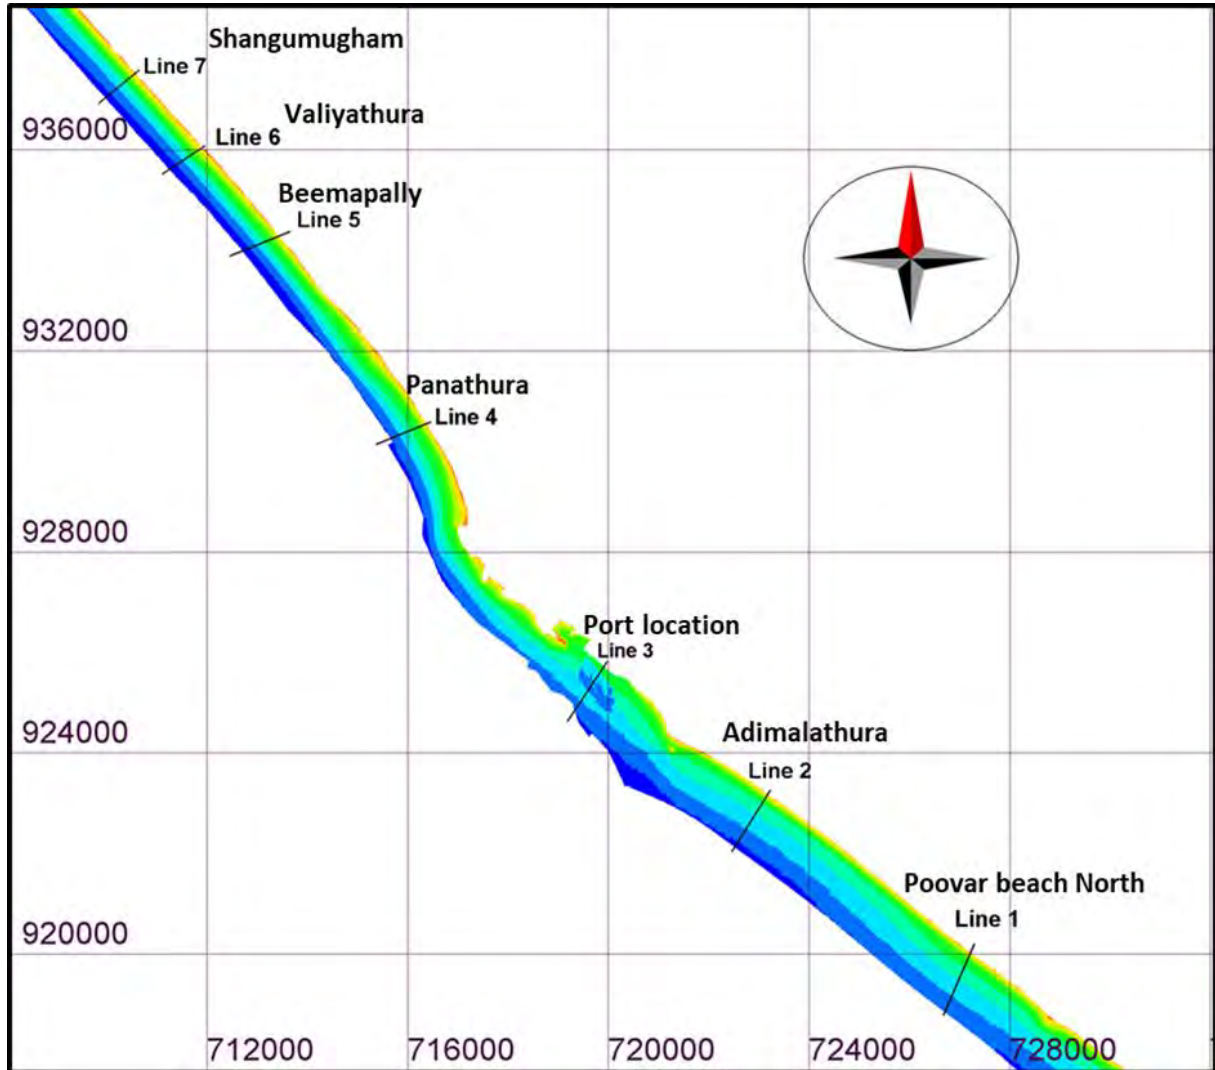 Shangumugham
Line 7
Valiyathura
936000
Line 6
Beemapally
Line 5
932000
Panathura
Line 4
928000
Port location
Line 3
924000
Adimalathura
Line 2
Poovar beach North
Line 1
920000
712000
716000
720000
724000
728000